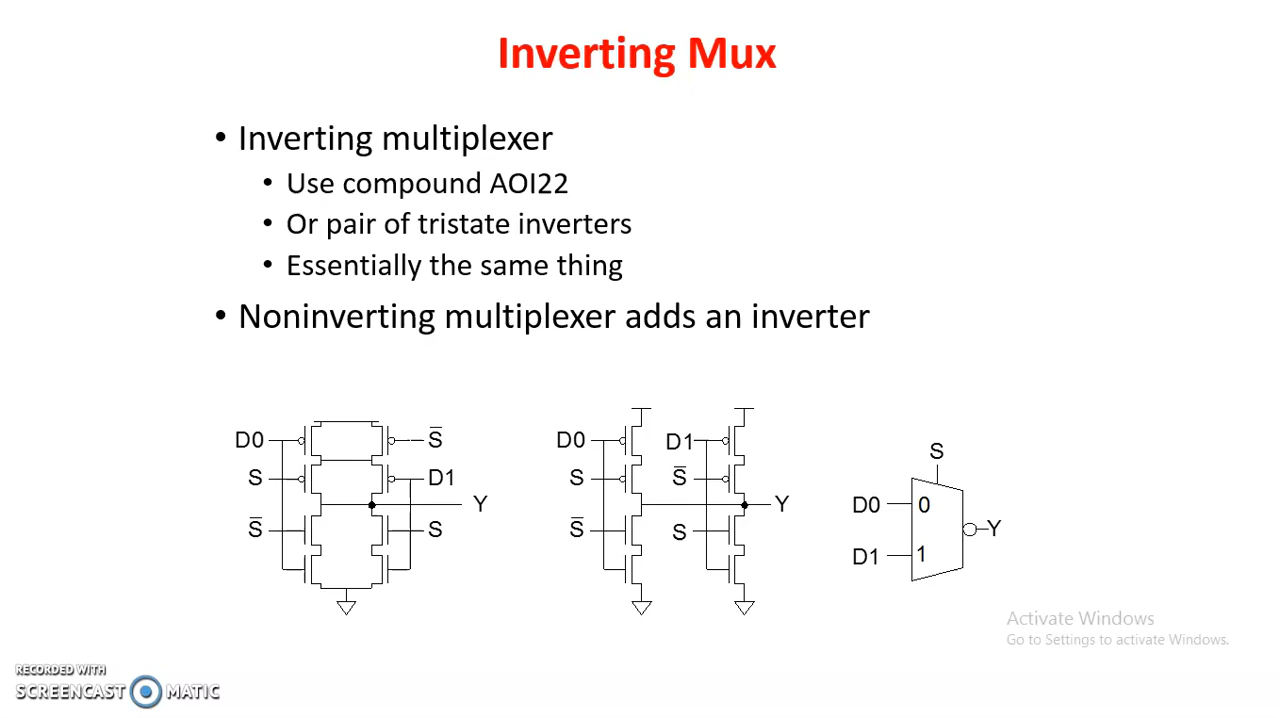 Inverting Mux
• Inverting multiplexer
• Use compound AOI22
• Or pair of tristate inverters
• Essentially the same thing
• Noninverting multiplexer adds an inverter
D0 S̅
S D1
Y
S̅ S
D0 D1
S S̅
Y
S̅ S
S
D0 0
Y
D1 1
Activate Windows
Go to Settings to activate Windows.
RECORDED WITH
SCREENCAST MATIC